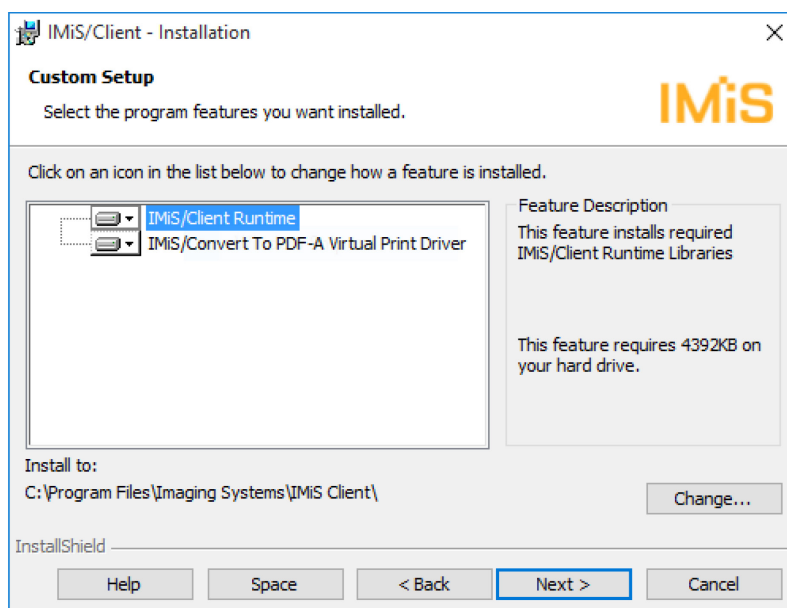 IMiS/Client - Installation
Custom Setup
Select the program features you want installed.
IMiS
Click on an icon in the list below to change how a feature is installed.
IMiS/Client Runtime
IMiS/Convert To PDF-A Virtual Print Driver
Feature Description
This feature installs required
IMiS/Client Runtime Libraries
This feature requires 4392KB on
your hard drive.
Install to:
C:\Program Files\Imaging Systems\IMiS Client\
Change...
InstallShield
Help
Space
< Back
Next >
Cancel